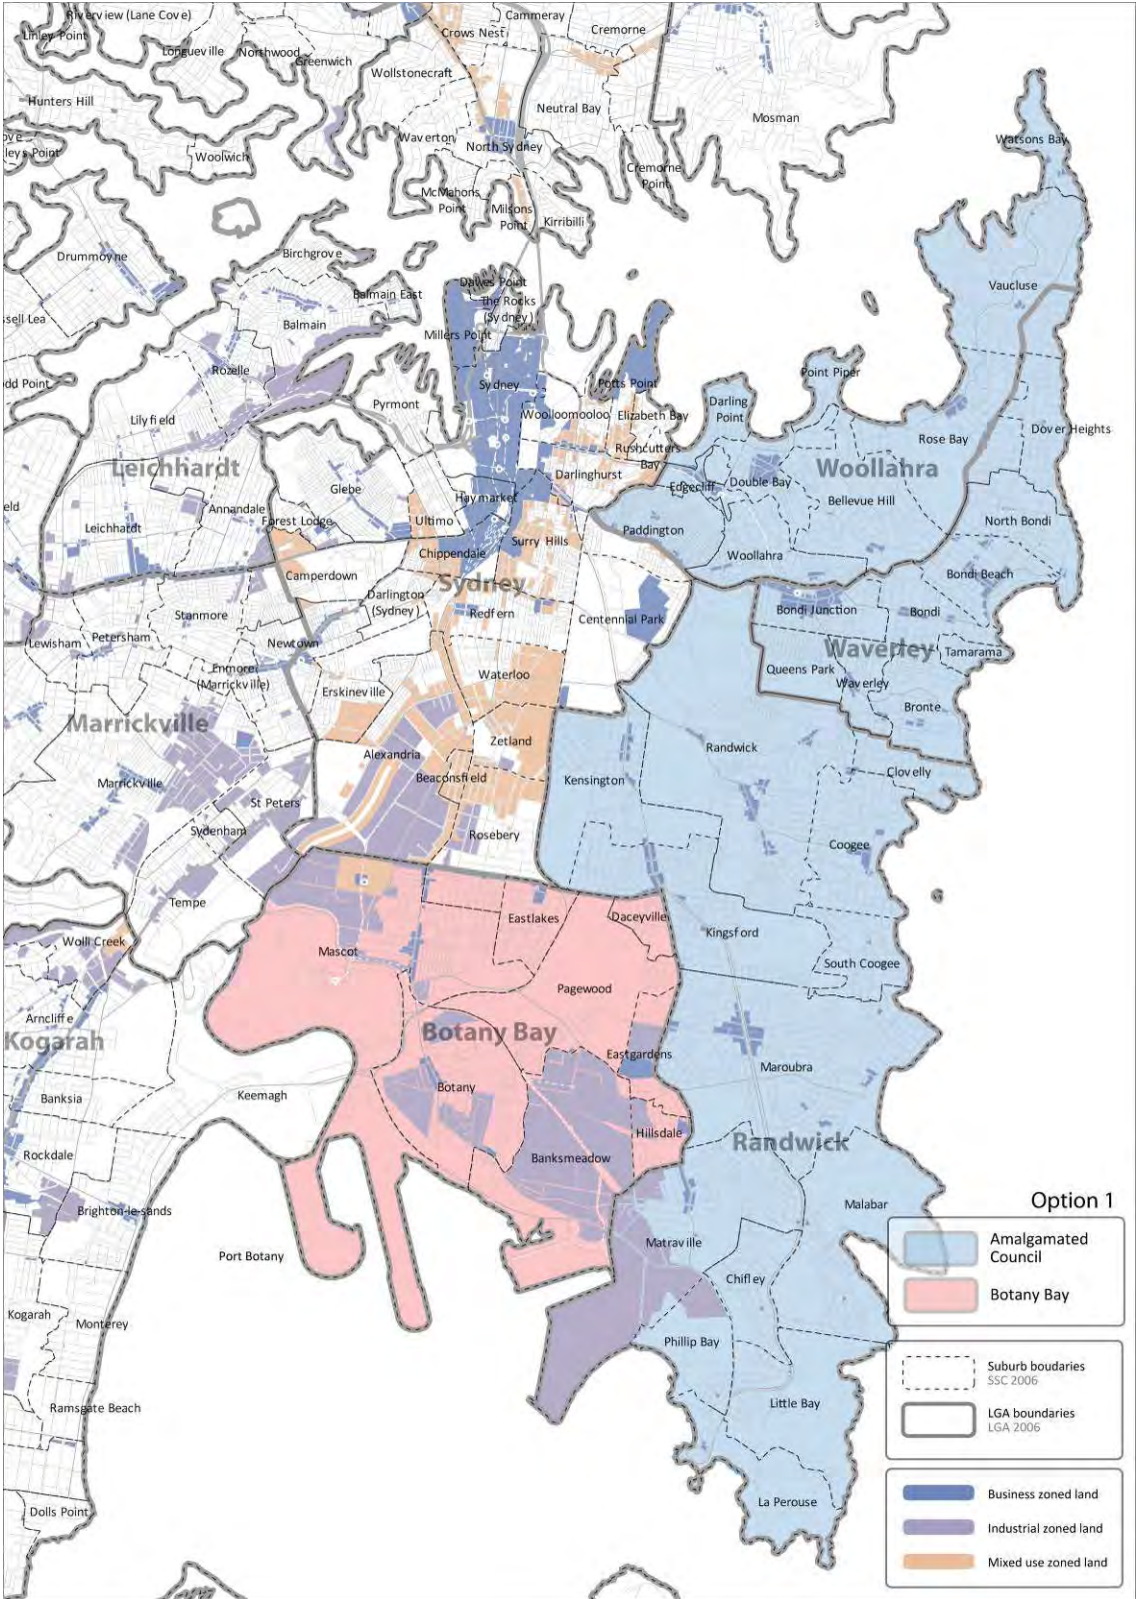 Riverview (Lane Cove)
Cammeray
Linley Point
Crows Nest
Cremorne
Longueville
Northwood
Greenwich
Wollstonecraft
Hunters Hill
Neutral Bay
Mosman
Waverton
North Sydney
Watsons Bay
ove
leys Point
Woolwich
Cremorne
Point
McMahons
Point
Milsons
Point
Kirribilli
Drummoyne
Birchgrove
Dawes Point
Vaucluse
Balmain East
The Rocks
(Sydney)
ssell Lea
Balmain
Millers Point
Rozelle
Point Piper
odd Point
Sydney
Potts Point
Pyrmont
Darling
Point
Lilyfield
Woolloomooloo
Elizabeth Bay
Dover Heights
Rose Bay
Rushcutters
Bay
Leichhardt
Woollahra
Darlinghurst
Glebe
Edgecliff
Double Bay
Haymarket
Bellevue Hill
eld
Annandale
Forest Lodge
Ultimo
North Bondi
Leichhardt
Paddington
Surry Hills
Chippendale
Woollahra
Camperdown
Sydney
Bondi Beach
Darlington
(Sydney)
Stanmore
Redfern
Centennial Park
Bondi Junction
Bondi
Lewisham
Petersham
Newtown
Waverley
Tamarama
Enmore
(Marrickville)
Waterloo
Queens Park
Waverley
Erskineville
Bronte
Marrickville
Zetland
Randwick
Alexandria
Marrickville
Beaconsfield
Kensington
Clovelly
St Peters
Sydenham
Rosebery
Coogee
Tempe
Eastlakes
Daceyville
Kingsford
Wolli Creek
Mascot
South Coogee
Pagewood
Arncliffe
Kogarah
Botany Bay
Eastgardens
Maroubra
Banksia
Keemagh
Botany
Hillsdale
Randwick
Rockdale
Banksmeadow
Brighton-le-sands
Malabar
Port Botany
Matraville
Chifley
Kogarah
Monterey
Phillip Bay
Ramsgate Beach
Little Bay
La Perouse
Dolls Point
Option 1
Amalgamated
Council
Botany Bay
Suburb boudaries
SSC 2006
LGA boundaries
LGA 2006
Business zoned land
Industrial zoned land
Mixed use zoned land